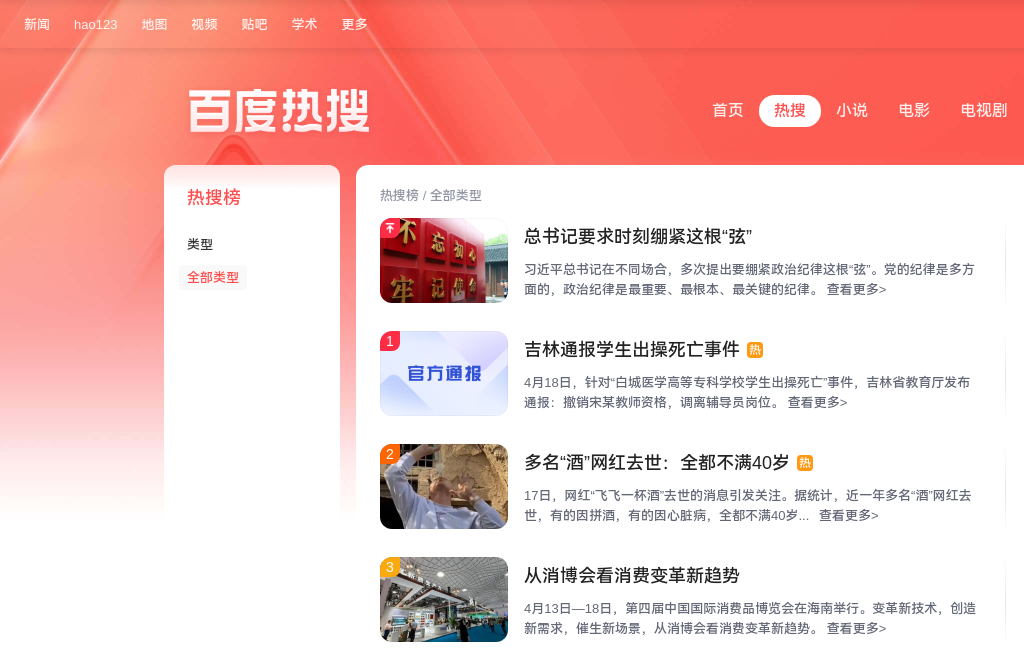 新闻 hao123 地图 视频 贴吧 学术 更多
百度热搜
首页 热搜 小说 电影 电视剧
热搜榜
类型
全部类型
热搜榜 / 全部类型
不忘初心
牢记使命
总书记要求时刻绷紧这根“弦”
习近平总书记在不同场合，多次提出要绷紧政治纪律这根“弦”。党的纪律是多方
面的，政治纪律是最重要、最根本、最关键的纪律。 查看更多>
1
官方通报
吉林通报学生出操死亡事件 热
4月18日，针对“白城医学高等专科学校学生出操死亡”事件，吉林省教育厅发布
通报：撤销宋某教师资格，调离辅导员岗位。 查看更多>
2
多名“酒”网红去世：全都不满40岁 热
17日，网红“飞飞一杯酒”去世的消息引发关注。据统计，近一年多名“酒”网红去
世，有的因拼酒，有的因心脏病，全都不满40岁... 查看更多>
3
从消博会看消费变革新趋势
4月13日—18日，第四届中国国际消费品博览会在海南举行。变革新技术，创造
新需求，催生新场景，从消博会看消费变革新趋势。 查看更多>